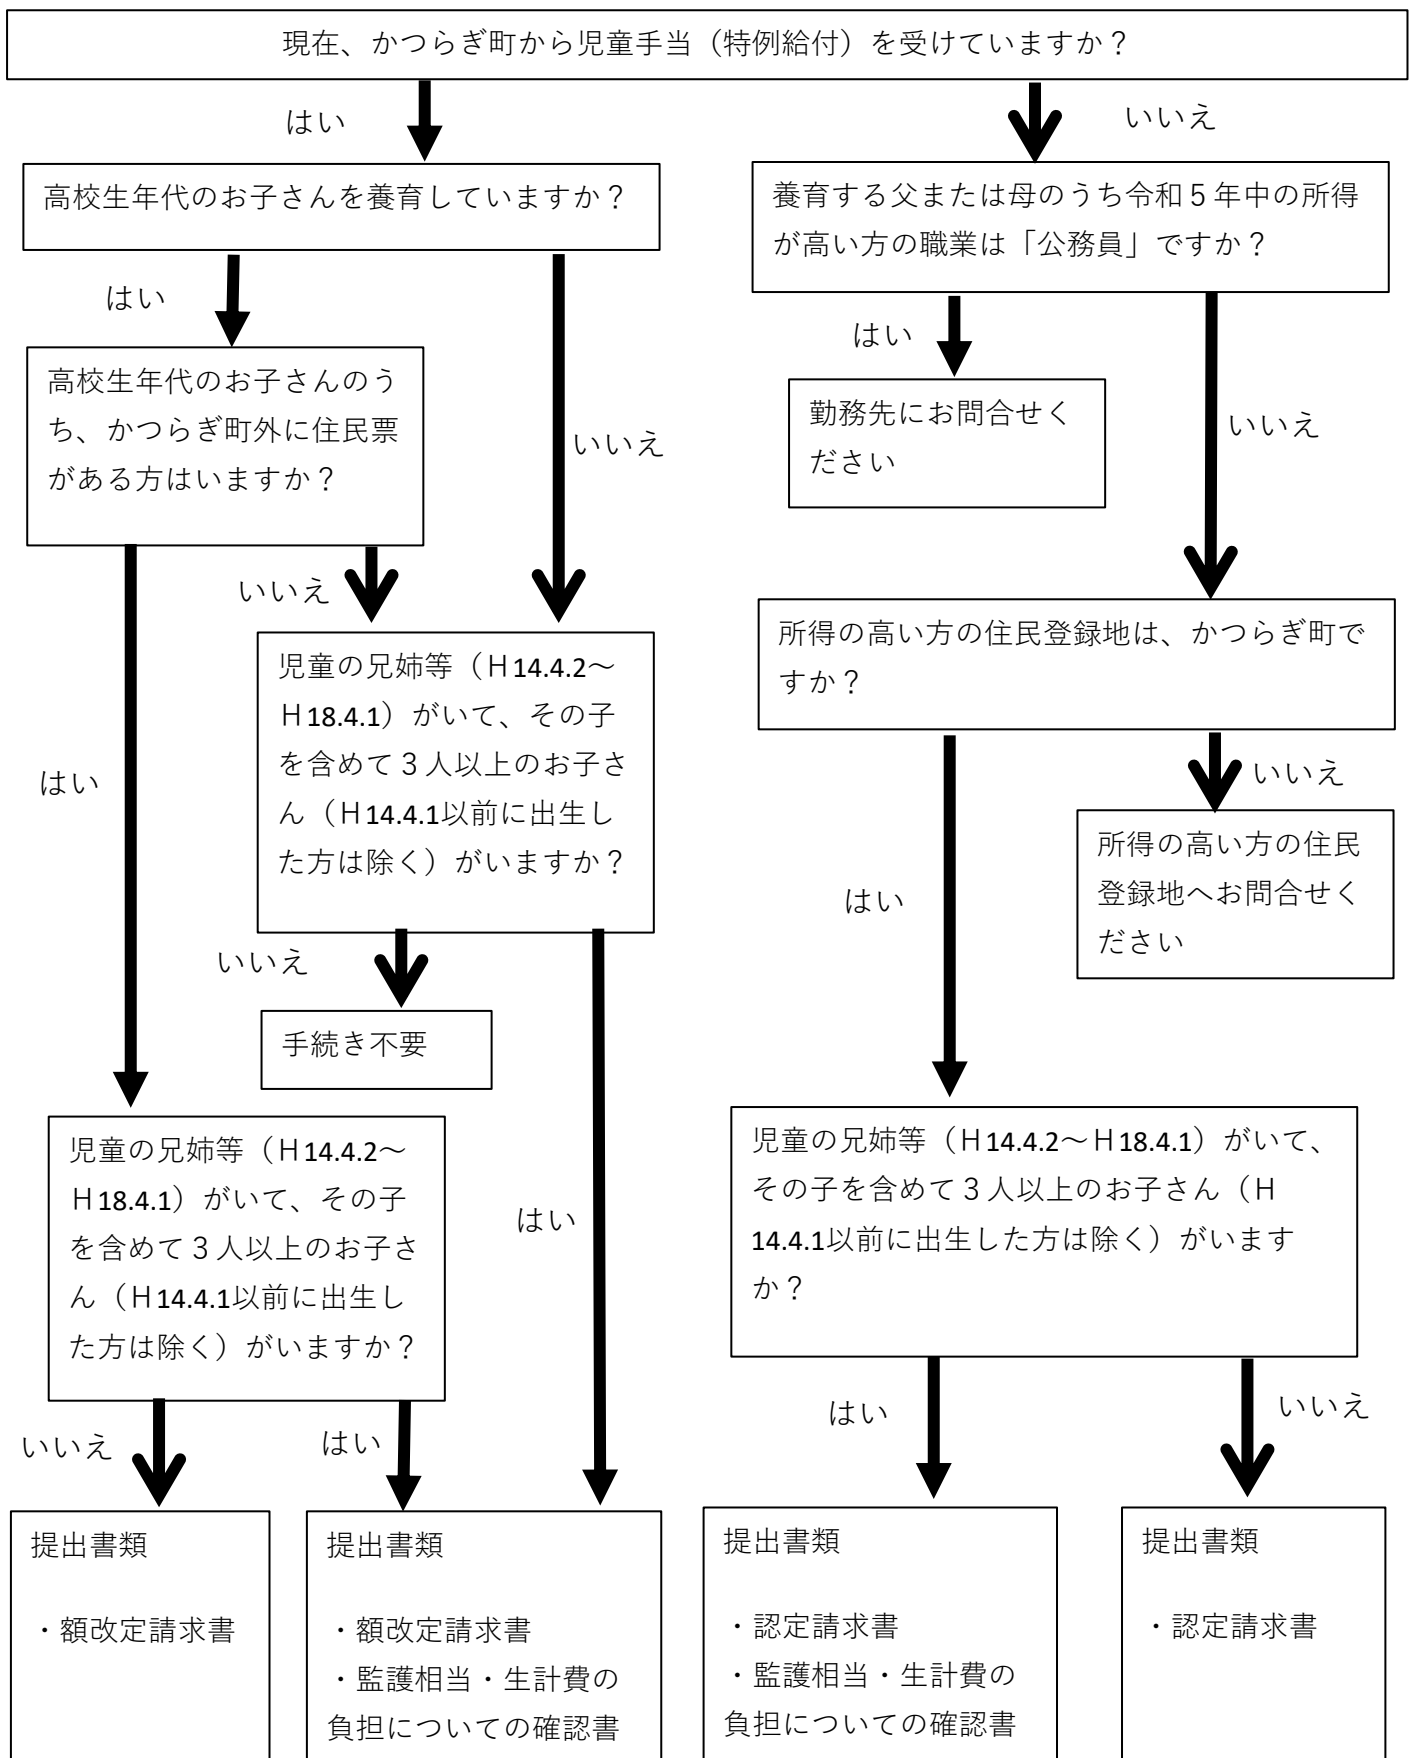 現在、かつらぎ町から児童手当（特例給付）を受けていますか？
はい
いいえ
高校生年代のお子さんを養育していますか？
養育する父または母のうち令和５年中の所得
が高い方の職業は「公務員」ですか？
はい
いいえ
はい
いいえ
高校生年代のお子さんのう
ち、かつらぎ町外に住民票
がある方はいますか？
勤務先にお問合せく
ださい
はい
いいえ
所得の高い方の住民登録地は、かつらぎ町で
すか？
児童の兄姉等（Ｈ14.4.2～
Ｈ18.4.1）がいて、その子
を含めて３人以上のお子さ
ん（Ｈ14.4.1以前に出生し
た方は除く）がいますか？
はい
いいえ
所得の高い方の住民
登録地へお問合せく
ださい
いいえ
はい
手続き不要
児童の兄姉等（Ｈ14.4.2～
Ｈ18.4.1）がいて、その子
を含めて３人以上のお子さ
ん（Ｈ14.4.1以前に出生し
た方は除く）がいますか？
児童の兄姉等（Ｈ14.4.2～Ｈ18.4.1）がいて、
その子を含めて３人以上のお子さん（Ｈ
14.4.1以前に出生した方は除く）がいます
か？
いいえ
はい
はい
いいえ
提出書類
・額改定請求書
提出書類
・額改定請求書
・監護相当・生計費の
負担についての確認書
提出書類
・認定請求書
・監護相当・生計費の
負担についての確認書
提出書類
・認定請求書